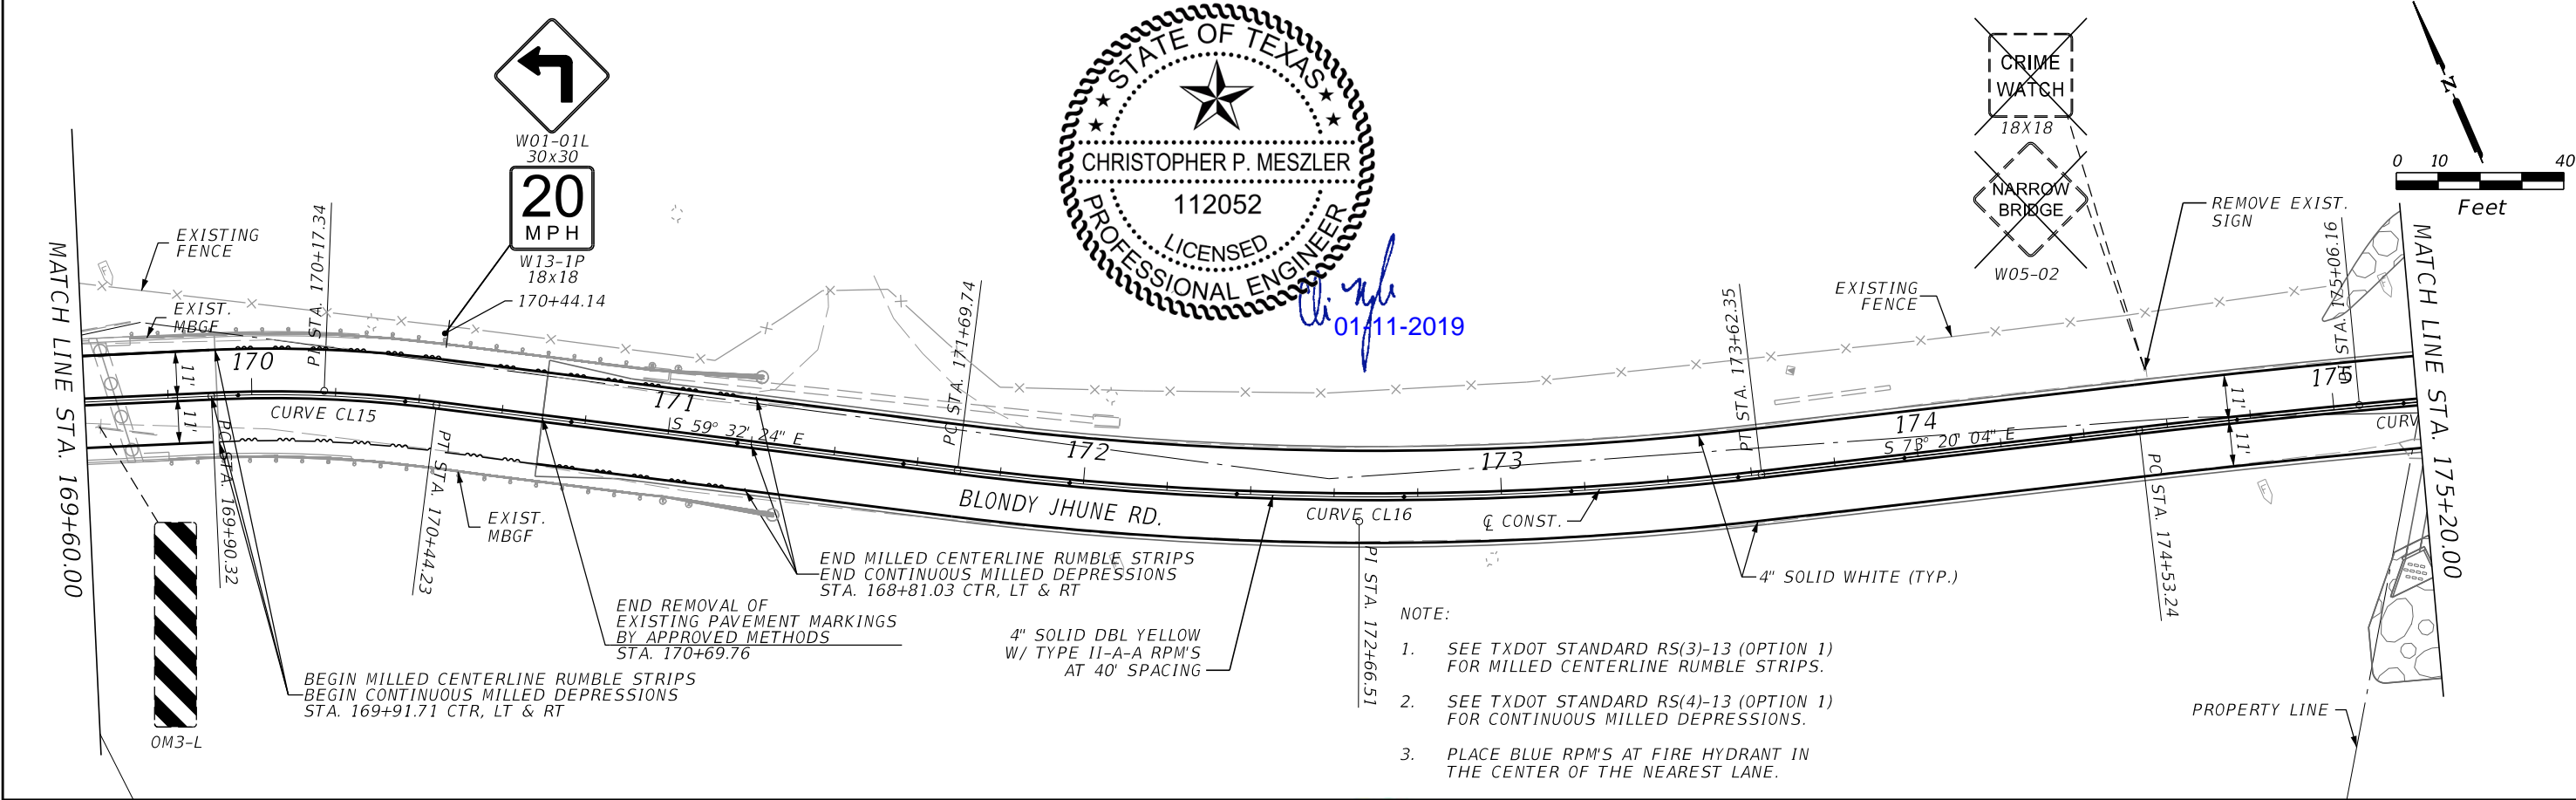 W01-01L
30x30
20
MPH
W13-1P
18x18
170+44.14
STATE OF TEXAS
CHRISTOPHER P. MESZLER
112052
LICENSED
PROFESSIONAL ENGINEER
01-11-2019
CRIME
WATCH
18X18
NARROW
BRIDGE
W05-02
REMOVE EXIST.
SIGN
N
0 10 40
Feet
MATCH LINE STA. 169+60.00
EXISTING
FENCE
EXIST.
MBGF
PI STA. 170+17.34
170
11'
11'
CURVE CL15
PC STA. 169+90.32
PT STA. 170+44.23
EXIST.
MBGF
171
S 59° 32' 24" E
PC STA. 171+69.74
172
BLONDY JHUNE RD.
CURVE CL16
PI STA. 172+66.51
℄ CONST.
173
PT STA. 173+62.35
EXISTING
FENCE
174
S 73° 20' 04" E
PC STA. 174+53.24
11'
11'
175
STA. 175+06.16
CURV
MATCH LINE STA. 175+20.00
OM3-L
BEGIN MILLED CENTERLINE RUMBLE STRIPS
BEGIN CONTINUOUS MILLED DEPRESSIONS
STA. 169+91.71 CTR, LT & RT
END REMOVAL OF
EXISTING PAVEMENT MARKINGS
BY APPROVED METHODS
STA. 170+69.76
END MILLED CENTERLINE RUMBLE STRIPS
END CONTINUOUS MILLED DEPRESSIONS
STA. 168+81.03 CTR, LT & RT
4" SOLID DBL YELLOW
W/ TYPE II-A-A RPM'S
AT 40' SPACING
4" SOLID WHITE (TYP.)
NOTE:
1. SEE TXDOT STANDARD RS(3)-13 (OPTION 1)
FOR MILLED CENTERLINE RUMBLE STRIPS.
2. SEE TXDOT STANDARD RS(4)-13 (OPTION 1)
FOR CONTINUOUS MILLED DEPRESSIONS.
3. PLACE BLUE RPM'S AT FIRE HYDRANT IN
THE CENTER OF THE NEAREST LANE.
PROPERTY LINE